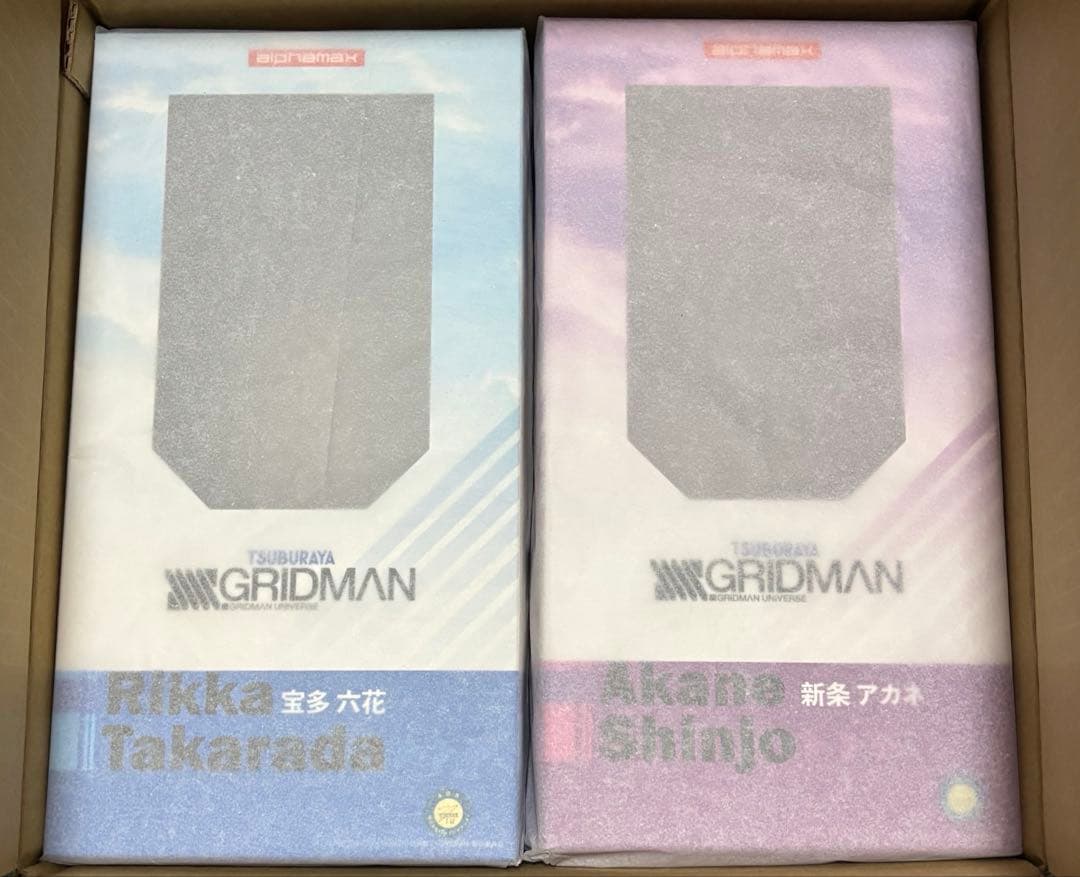 alphamax
TSUBURAYA
GRIDMAN
GRIDMAN UNIVERSE
Rikka 宝多 六花
Takarada
alphamax
TSUBURAYA
GRIDMAN
GRIDMAN UNIVERSE
Akane 新条 アカネ
Shinjo